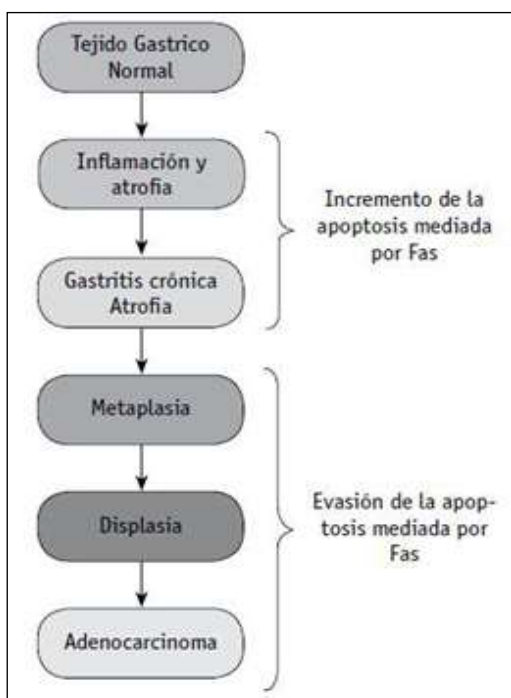 Tejido Gastrico
Normal
Inflamación y
atrofia
Incremento de la
apoptosis mediada
por Fas
Gastritis crónica
Atrofia
Metaplasia
Displasia
Evasión de la apop-
tosis mediada por
Fas
Adenocarcinoma